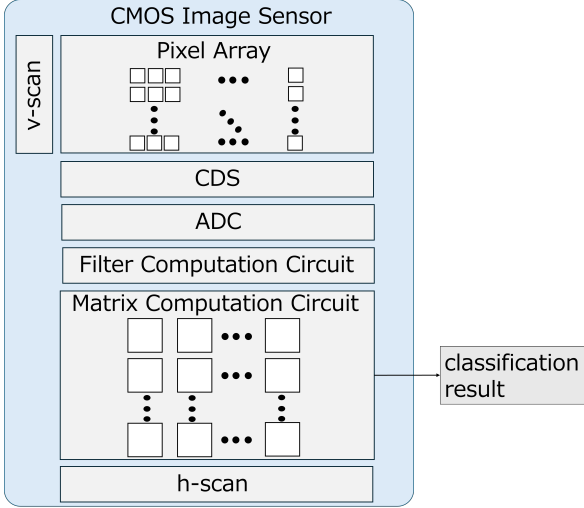 CMOS Image Sensor
v-scan
Pixel Array
CDS
ADC
Filter Computation Circuit
Matrix Computation Circuit
classification
result
h-scan